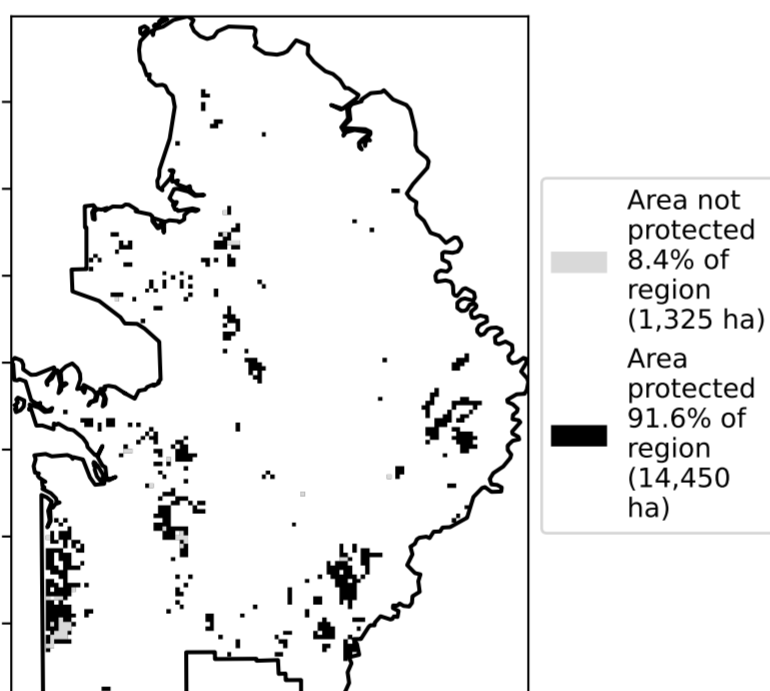 Area not
protected
8.4% of
region
(1,325 ha)
Area
protected
91.6% of
region
(14,450
ha)